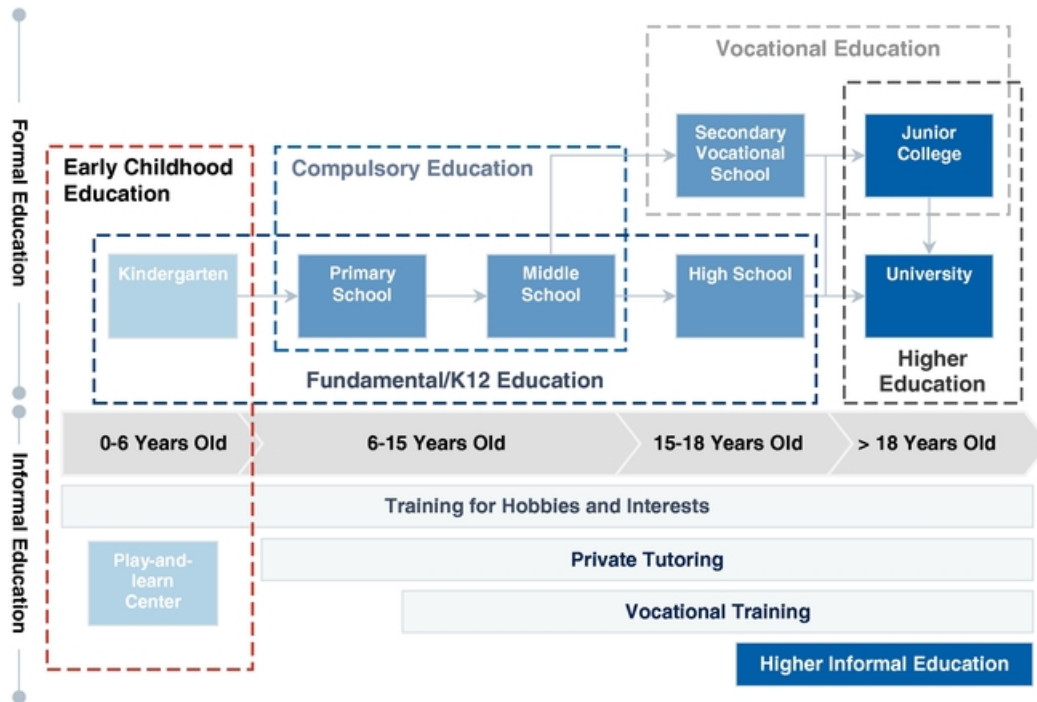 Formal Education
Informal Education
Vocational Education
Secondary
Vocational
School
Junior
College
Early Childhood
Education
Compulsory Education
Kindergarten
Primary
School
Middle
School
High School
University
Higher
Education
Fundamental/K12 Education
0-6 Years Old
6-15 Years Old
15-18 Years Old
> 18 Years Old
Training for Hobbies and Interests
Play-and-
learn
Center
Private Tutoring
Vocational Training
Higher Informal Education